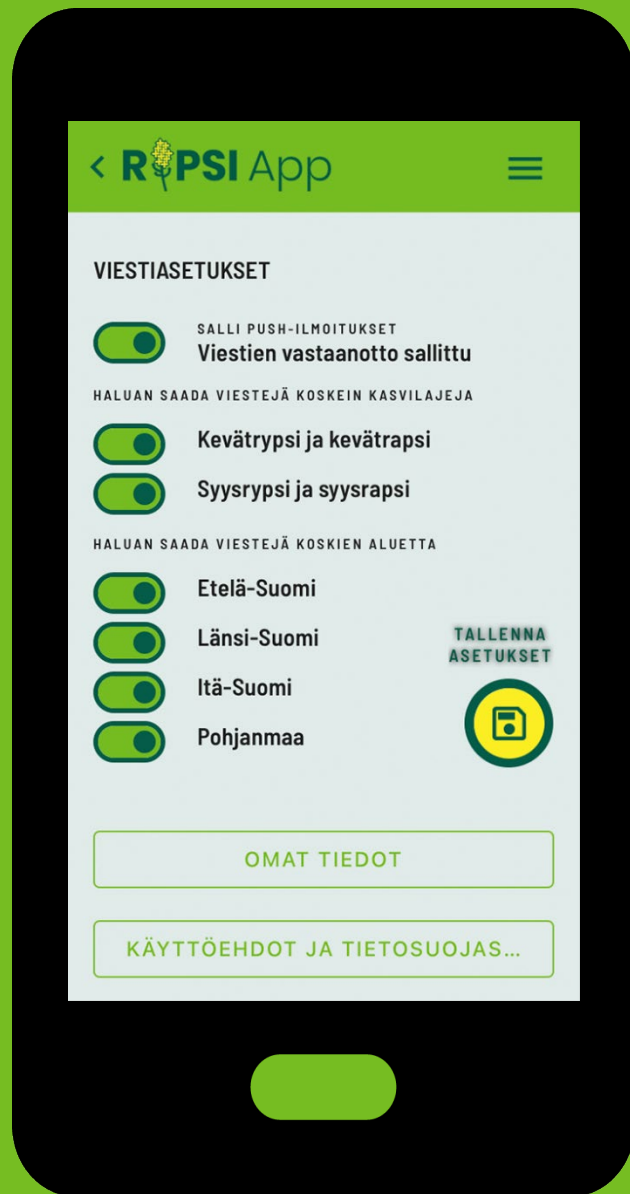 < RYPSI App
VIESTIASETUKSET
SALLI PUSH-ILMOITUKSET
Viestien vastaanotto sallittu
HALUAN SAADA VIESTEJÄ KOSKEIN KASVILAJEJA
Kevätrypsi ja kevätrapsi
Syysrypsi ja syysrapsi
HALUAN SAADA VIESTEJÄ KOSKIEN ALUETTA
Etelä-Suomi
Länsi-Suomi
TALLENNA
ASETUKSET
Itä-Suomi
Pohjanmaa
OMAT TIEDOT
KÄYTTÖEHDOT JA TIETOSUOJAS...